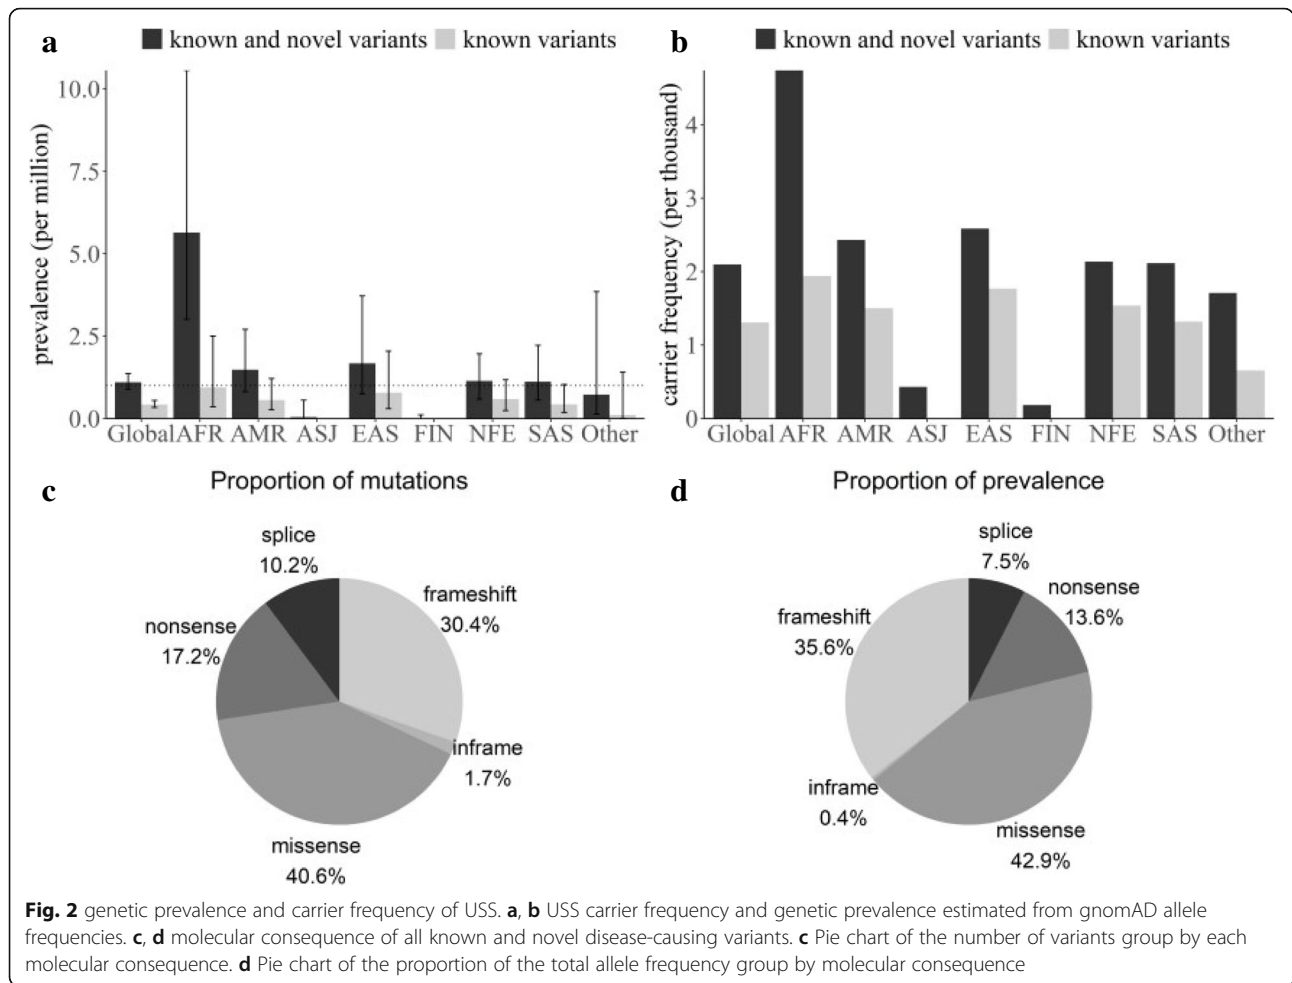 a
known and novel variants known variants
prevalence (per million)
10.0
7.5
5.0
2.5
0.0
Global AFR AMR ASJ EAS FIN NFE SAS Other
b
known and novel variants known variants
carrier frequency (per thousand)
4
3
2
1
0
Global AFR AMR ASJ EAS FIN NFE SAS Other
c
Proportion of mutations
splice
10.2%
frameshift
30.4%
nonsense
17.2%
inframe
1.7%
missense
40.6%
d
Proportion of prevalence
splice
7.5%
nonsense
13.6%
frameshift
35.6%
inframe
0.4%
missense
42.9%
Fig. 2 genetic prevalence and carrier frequency of USS. a, b USS carrier frequency and genetic prevalence estimated from gnomAD allele
frequencies. c, d molecular consequence of all known and novel disease-causing variants. c Pie chart of the number of variants group by each
molecular consequence. d Pie chart of the proportion of the total allele frequency group by molecular consequence